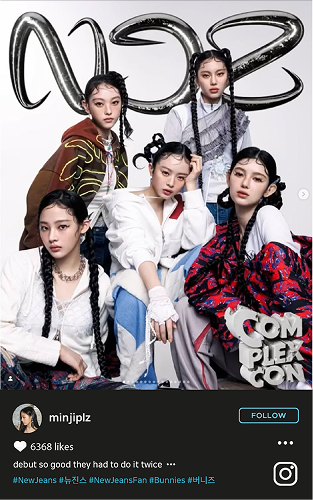 NJZ
COM
PLEX
CON
minjiplz
FOLLOW
6368 likes
debut so good they had to do it twice •••
#NewJeans #뉴진스 #NewJeansFan #Bunnies #버니즈